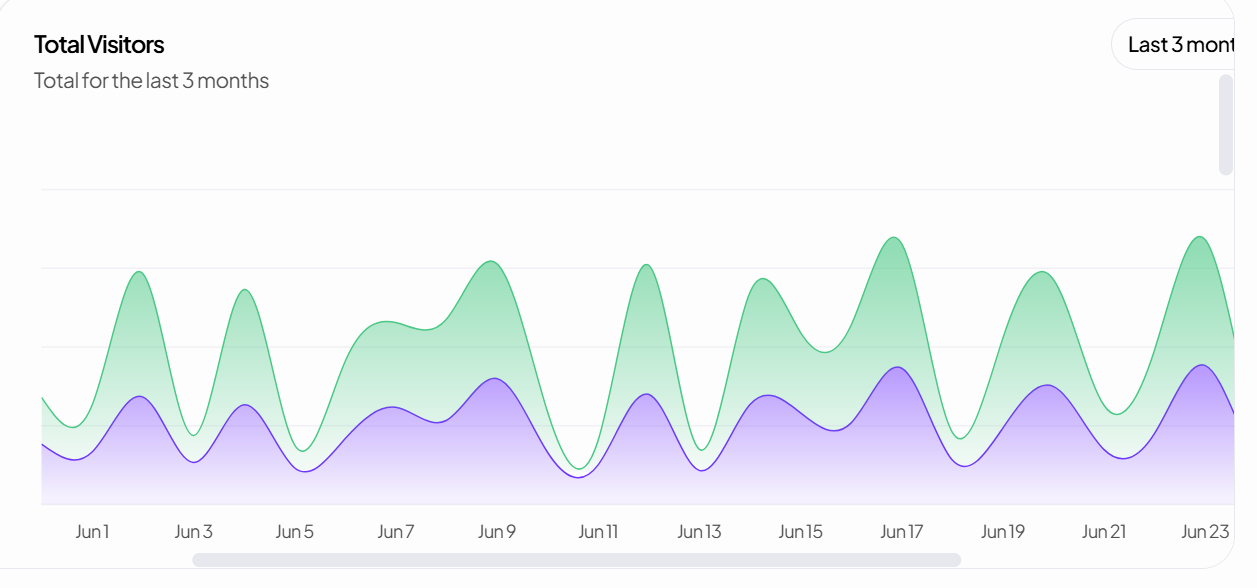 Total Visitors
Last 3 mont
Total for the last 3 months
Jun 1 Jun 3 Jun 5 Jun 7 Jun 9 Jun 11 Jun 13 Jun 15 Jun 17 Jun 19 Jun 21 Jun 23